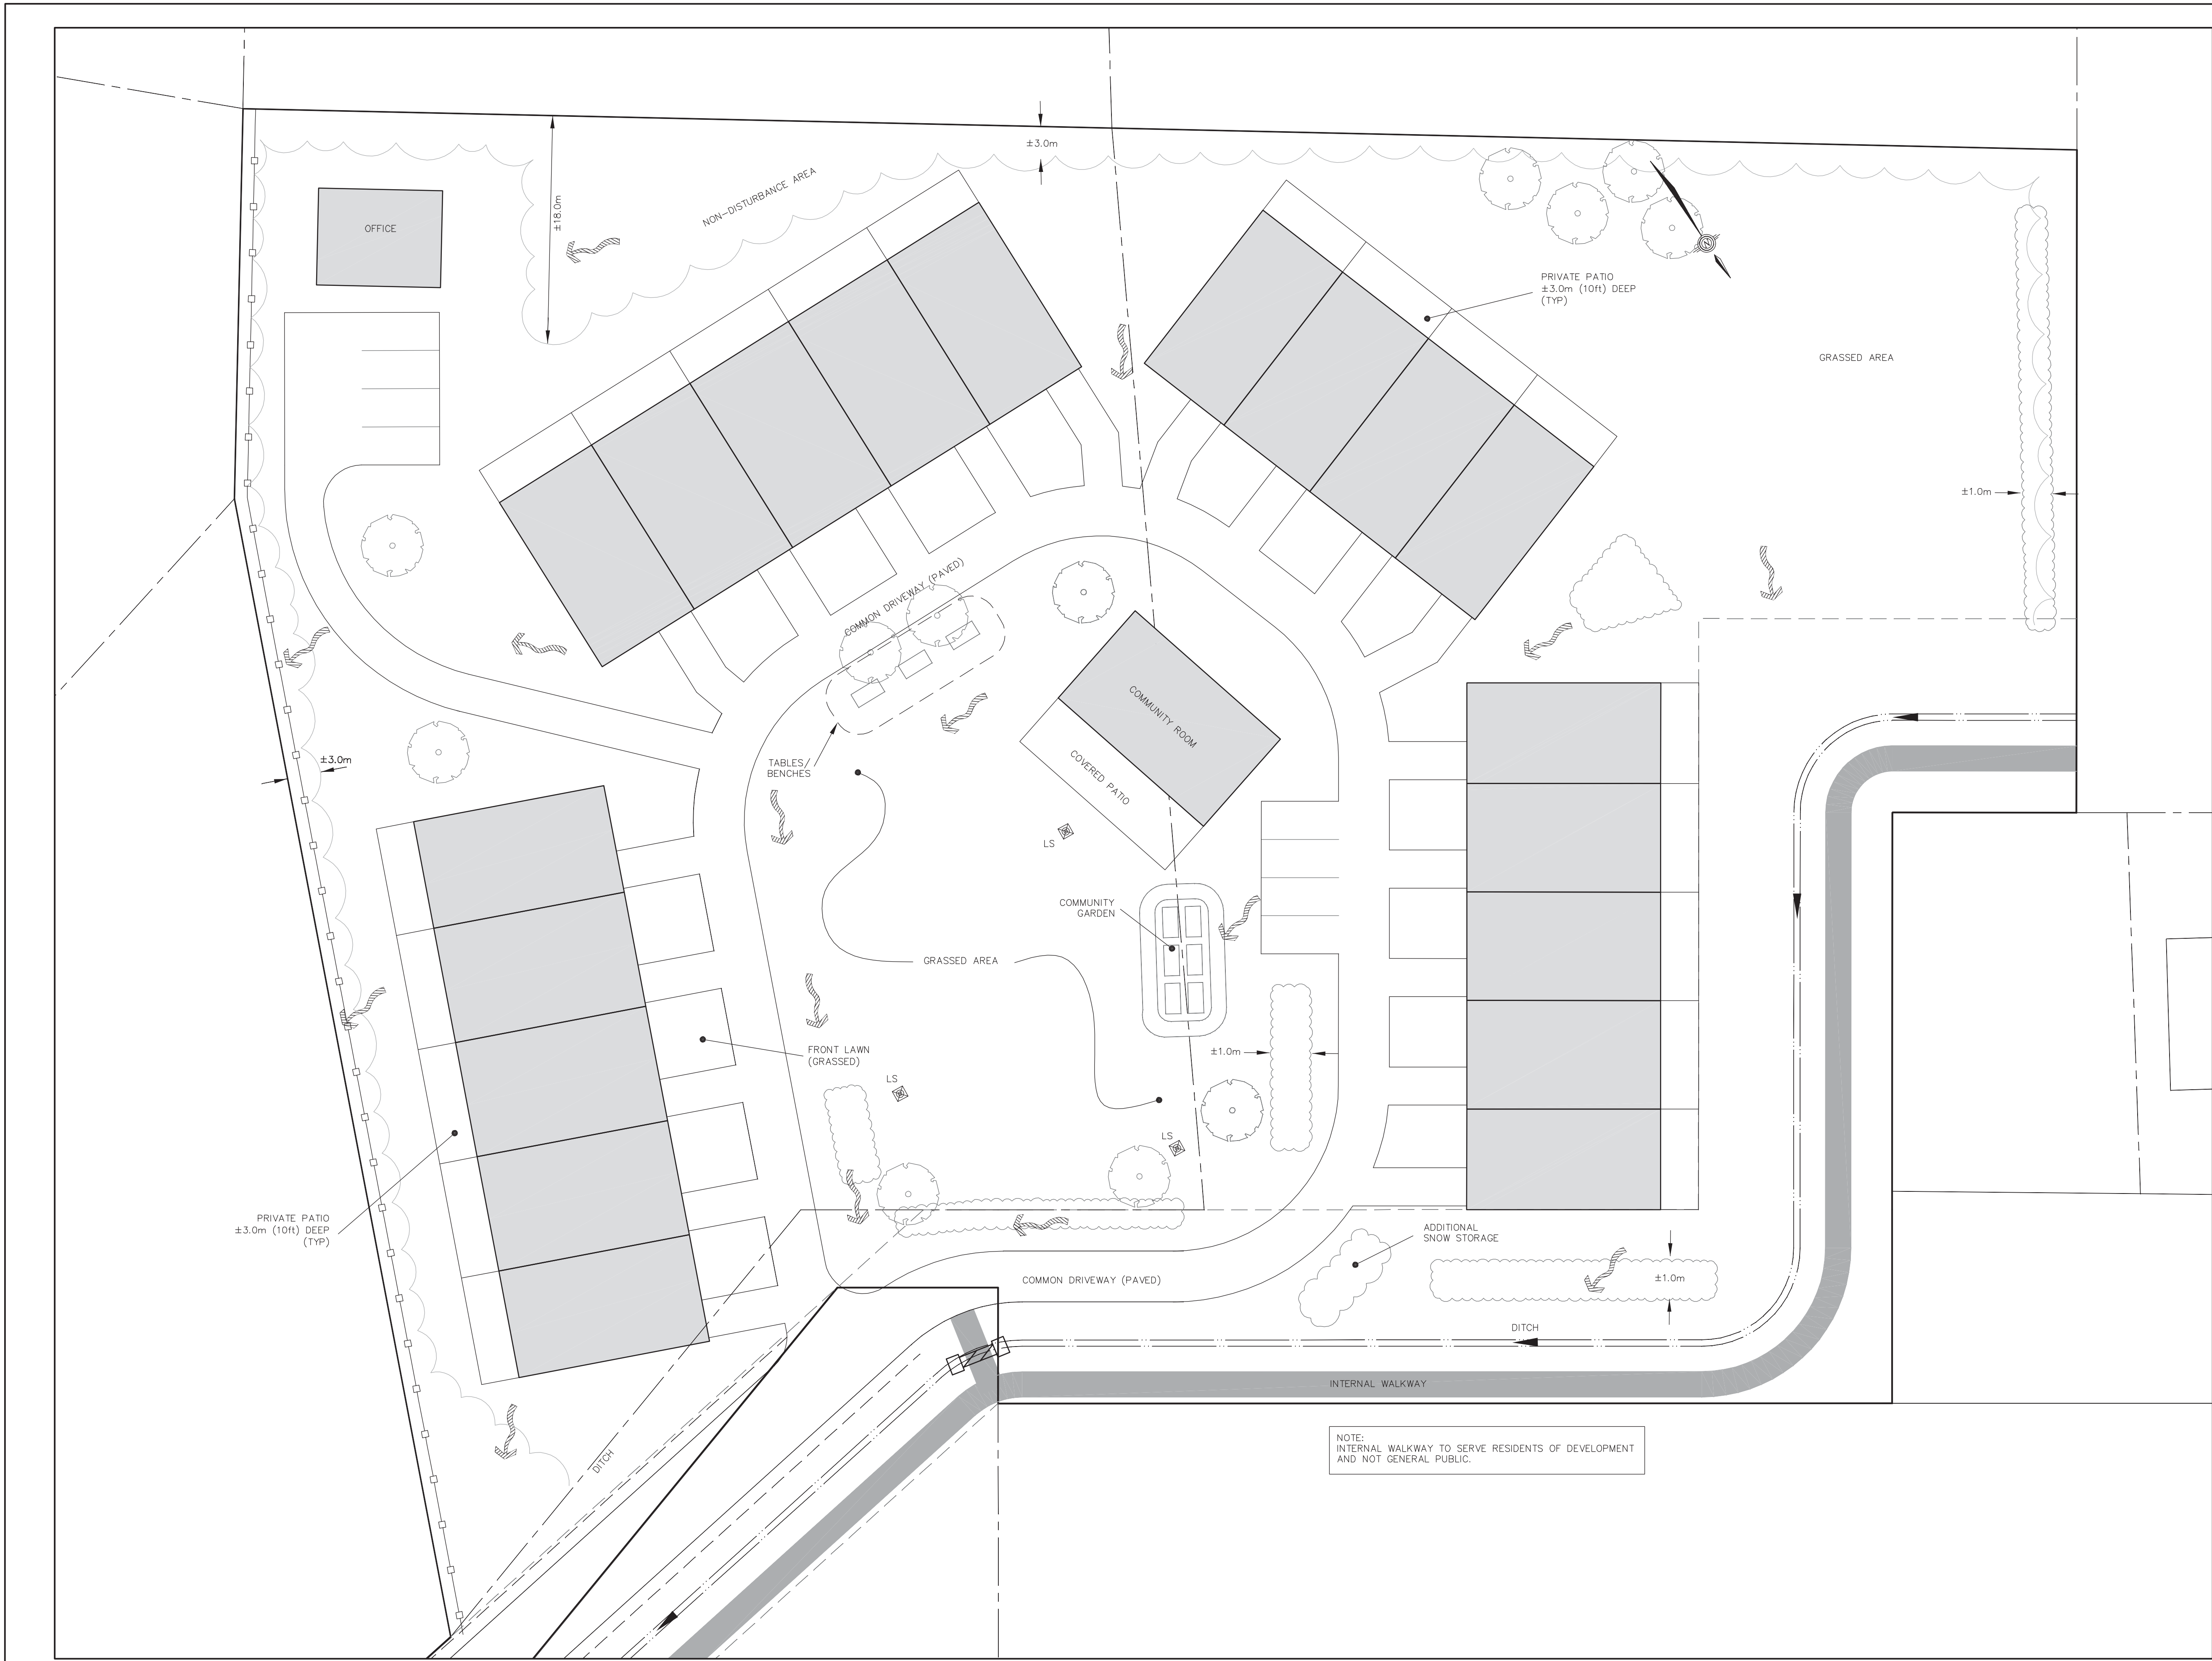 ±3.0m
OFFICE
±18.0m
NON-DISTURBANCE AREA
N
PRIVATE PATIO
±3.0m (10ft) DEEP
(TYP)
GRASSED AREA
±1.0m
COMMON DRIVEWAY (PAVED)
COMMUNITY ROOM
COVERED PATIO
TABLES/
BENCHES
±3.0m
LS
COMMUNITY
GARDEN
GRASSED AREA
FRONT LAWN
(GRASSED)
±1.0m
LS
LS
PRIVATE PATIO
±3.0m (10ft) DEEP
(TYP)
ADDITIONAL
SNOW STORAGE
COMMON DRIVEWAY (PAVED)
±1.0m
DITCH
INTERNAL WALKWAY
DITCH
NOTE:
INTERNAL WALKWAY TO SERVE RESIDENTS OF DEVELOPMENT
AND NOT GENERAL PUBLIC.